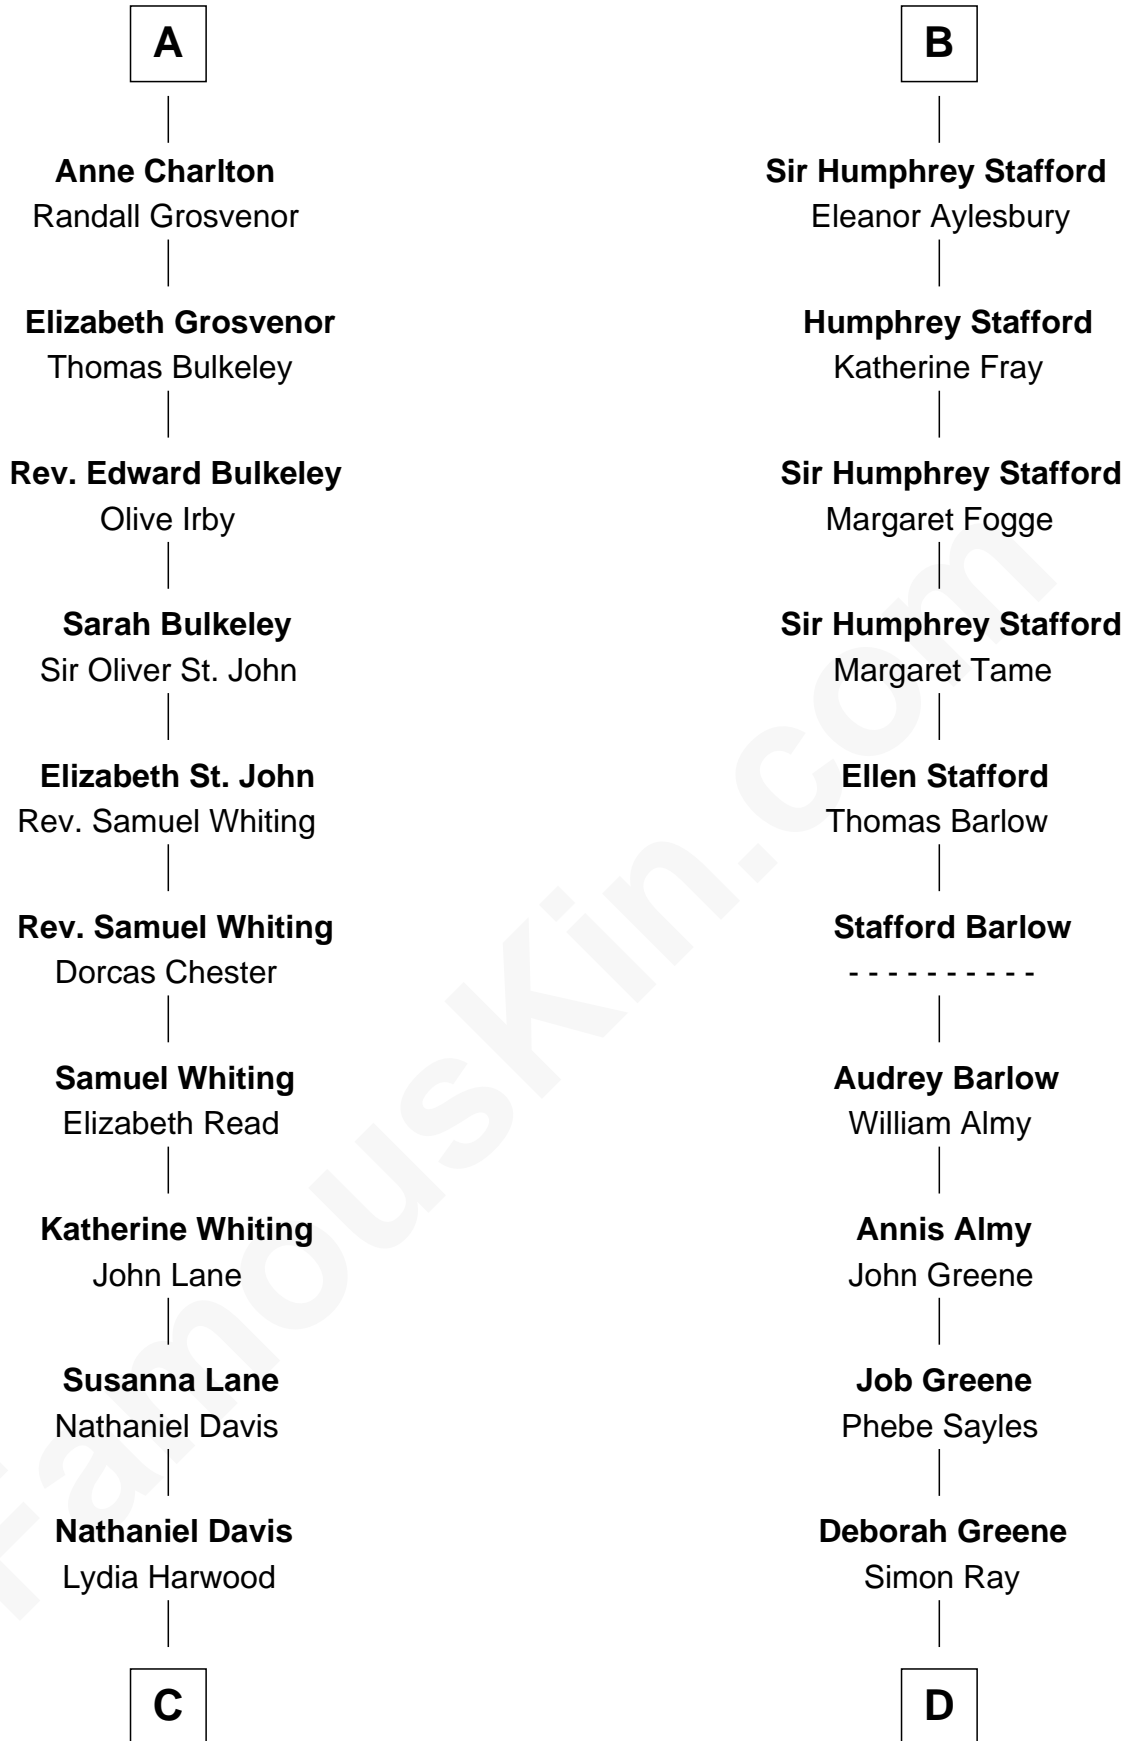 A
Anne Charlton
Randall Grosvenor
Elizabeth Grosvenor
Thomas Bulkeley
Rev. Edward Bulkeley
Olive Irby
Sarah Bulkeley
Sir Oliver St. John
Elizabeth St. John
Rev. Samuel Whiting
Rev. Samuel Whiting
Dorcas Chester
Samuel Whiting
Elizabeth Read
Katherine Whiting
John Lane
Susanna Lane
Nathaniel Davis
Nathaniel Davis
Lydia Harwood
C
B
Sir Humphrey Stafford
Eleanor Aylesbury
Humphrey Stafford
Katherine Fray
Sir Humphrey Stafford
Margaret Fogge
Sir Humphrey Stafford
Margaret Tame
Ellen Stafford
Thomas Barlow
Stafford Barlow
- - - - - - - - - -
Audrey Barlow
William Almy
Annis Almy
John Greene
Job Greene
Phebe Sayles
Deborah Greene
Simon Ray
D
FamousKin.com